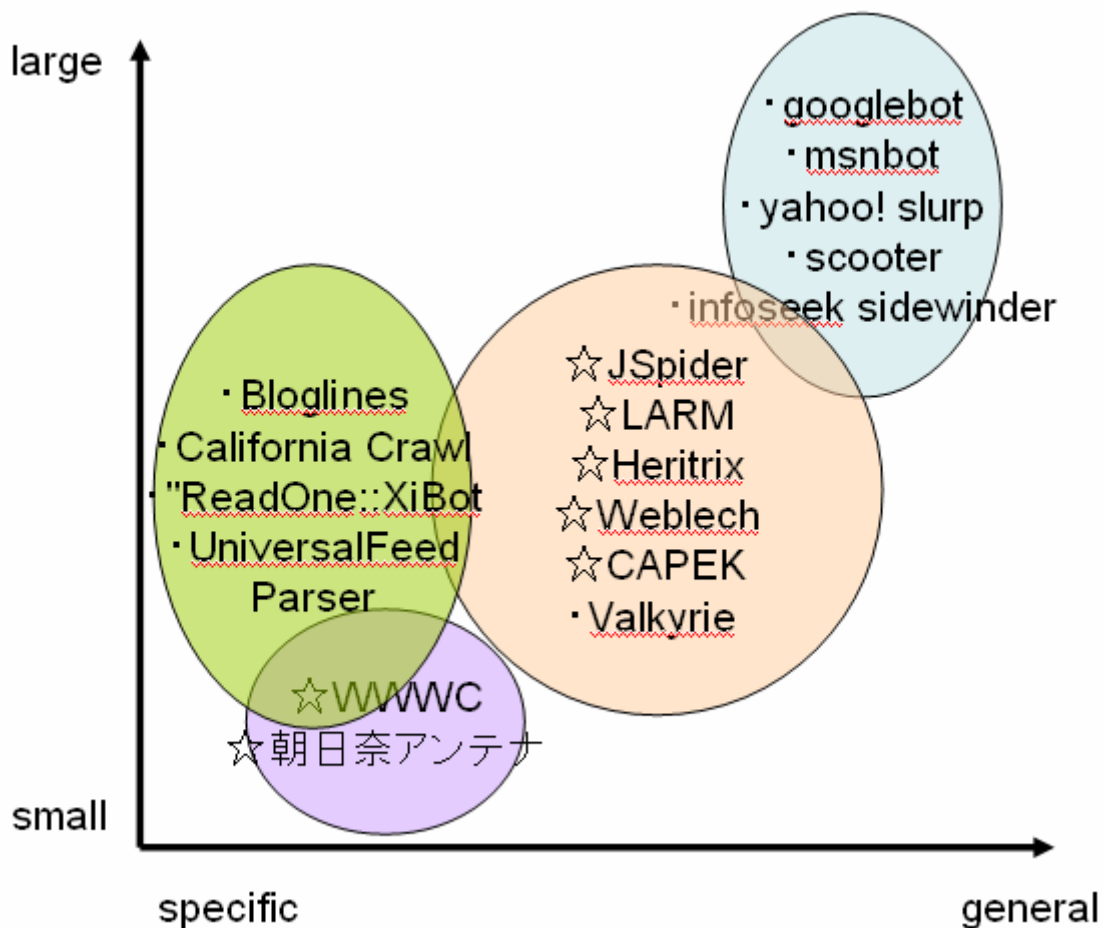 large
・googlebot
・msnbot
・yahoo! slurp
・scooter
・infoseek sidewinder
☆JSpider
☆LARM
☆Heritrix
☆Weblech
☆CAPEK
・Valkyrie
・Bloglines
・California Crawl
・"ReadOne::XiBot
・UniversalFeed
Parser
☆WWWC
☆朝日奈アンテナ
small
specific
general